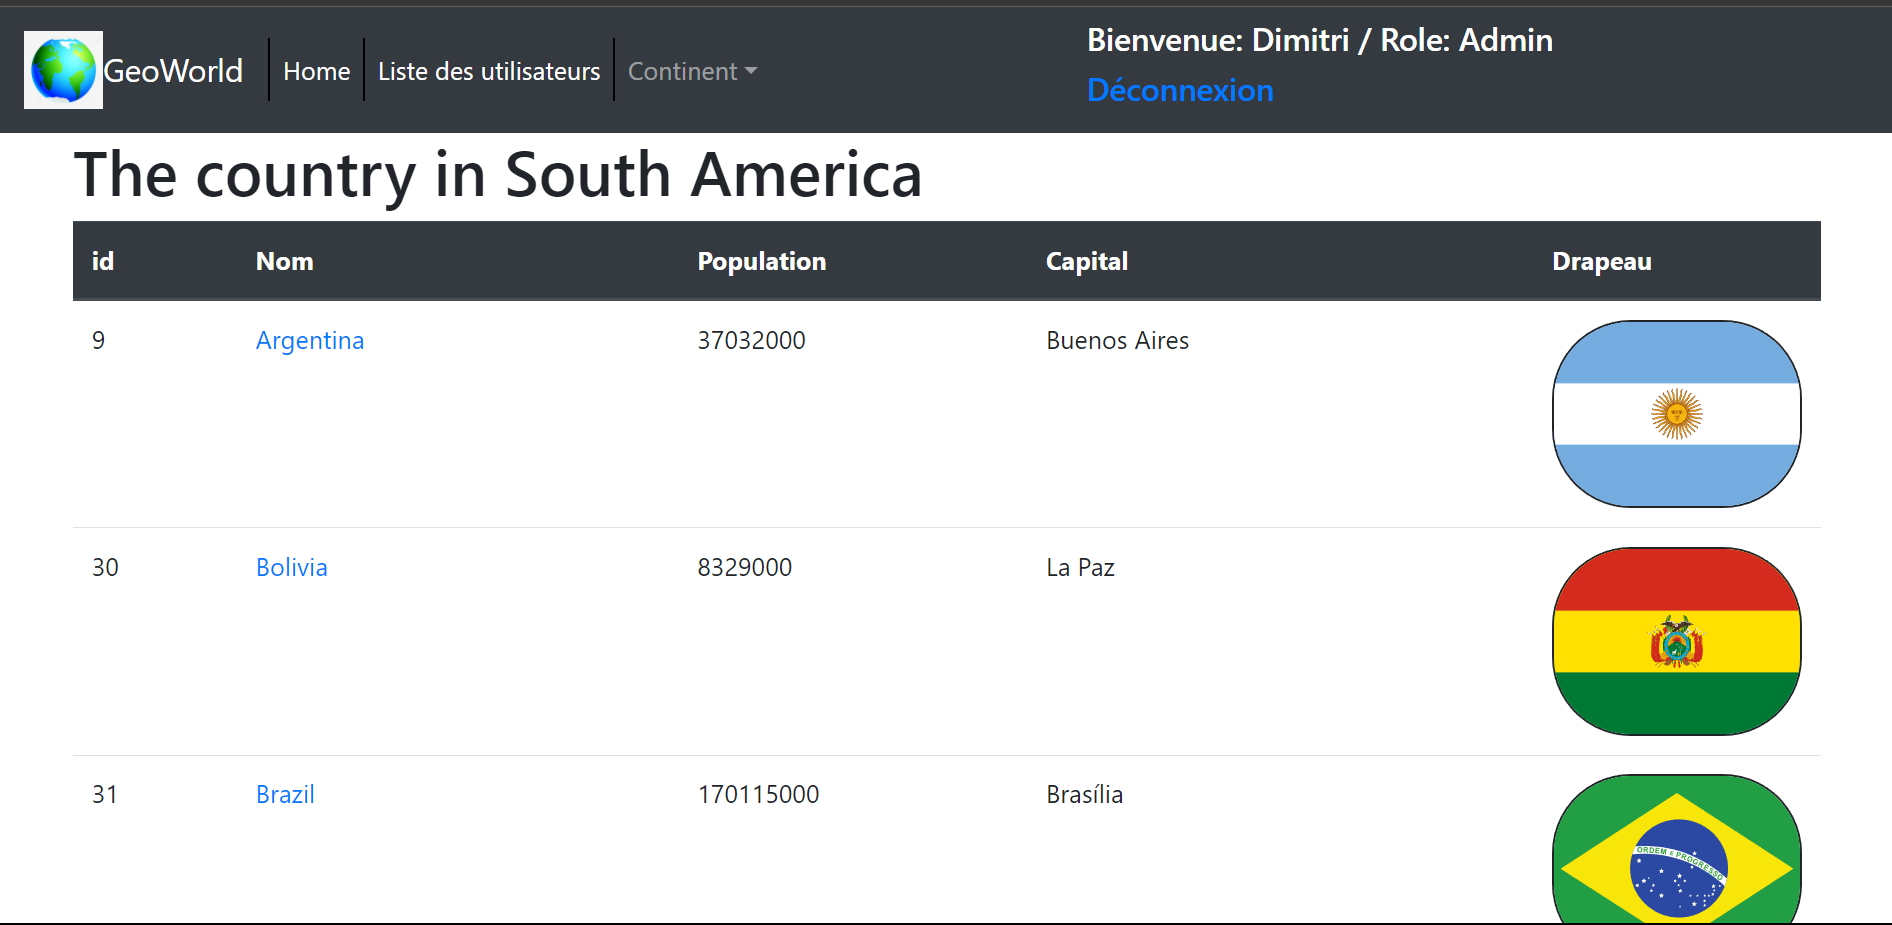 Bienvenue: Dimitri / Role: Admin
GeoWorld Home Liste des utilisateurs Continent
Déconnexion
The country in South America
id Nom Population Capital Drapeau
9 Argentina 37032000 Buenos Aires
30 Bolivia 8329000 La Paz
31 Brazil 170115000 Brasília
ORDEM E PROGRESSO